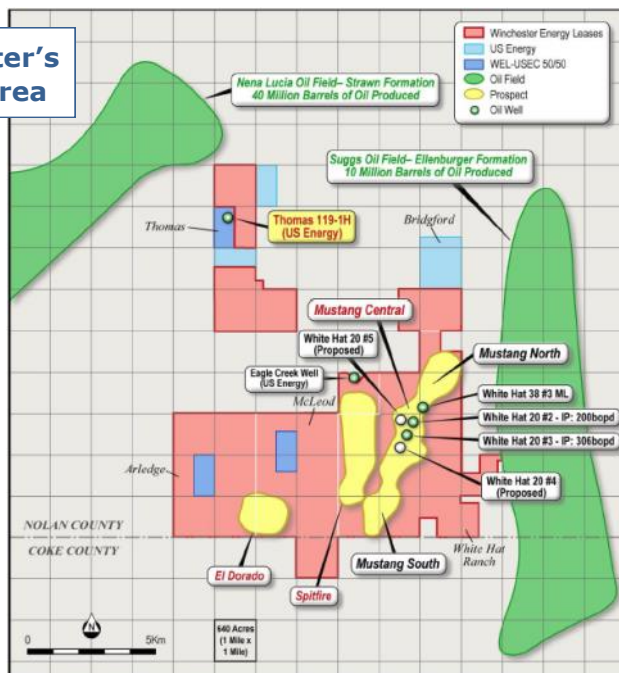 ter's
rea
Winchester Energy Leases
US Energy
WEL-USEC 50/50
Oil Field
Prospect
Oil Well
Nena Lucia Oil Field– Strawn Formation
40 Million Barrels of Oil Produced
Suggs Oil Field– Ellenburger Formation
10 Million Barrels of Oil Produced
Thomas
Thomas 119-1H
(US Energy)
Bridgford
Mustang Central
White Hat 20 #5
(Proposed)
Mustang North
Eagle Creek Well
(US Energy)
McLeod
White Hat 38 #3 ML
White Hat 20 #2 - IP: 200bopd
White Hat 20 #3 - IP: 306bopd
Arledge
White Hat 20 #4
(Proposed)
NOLAN COUNTY
COKE COUNTY
White Hat
Ranch
El Dorado
Spitfire
Mustang South
N
0 5Km
640 Acres
(1 Mile x
1 Mile)